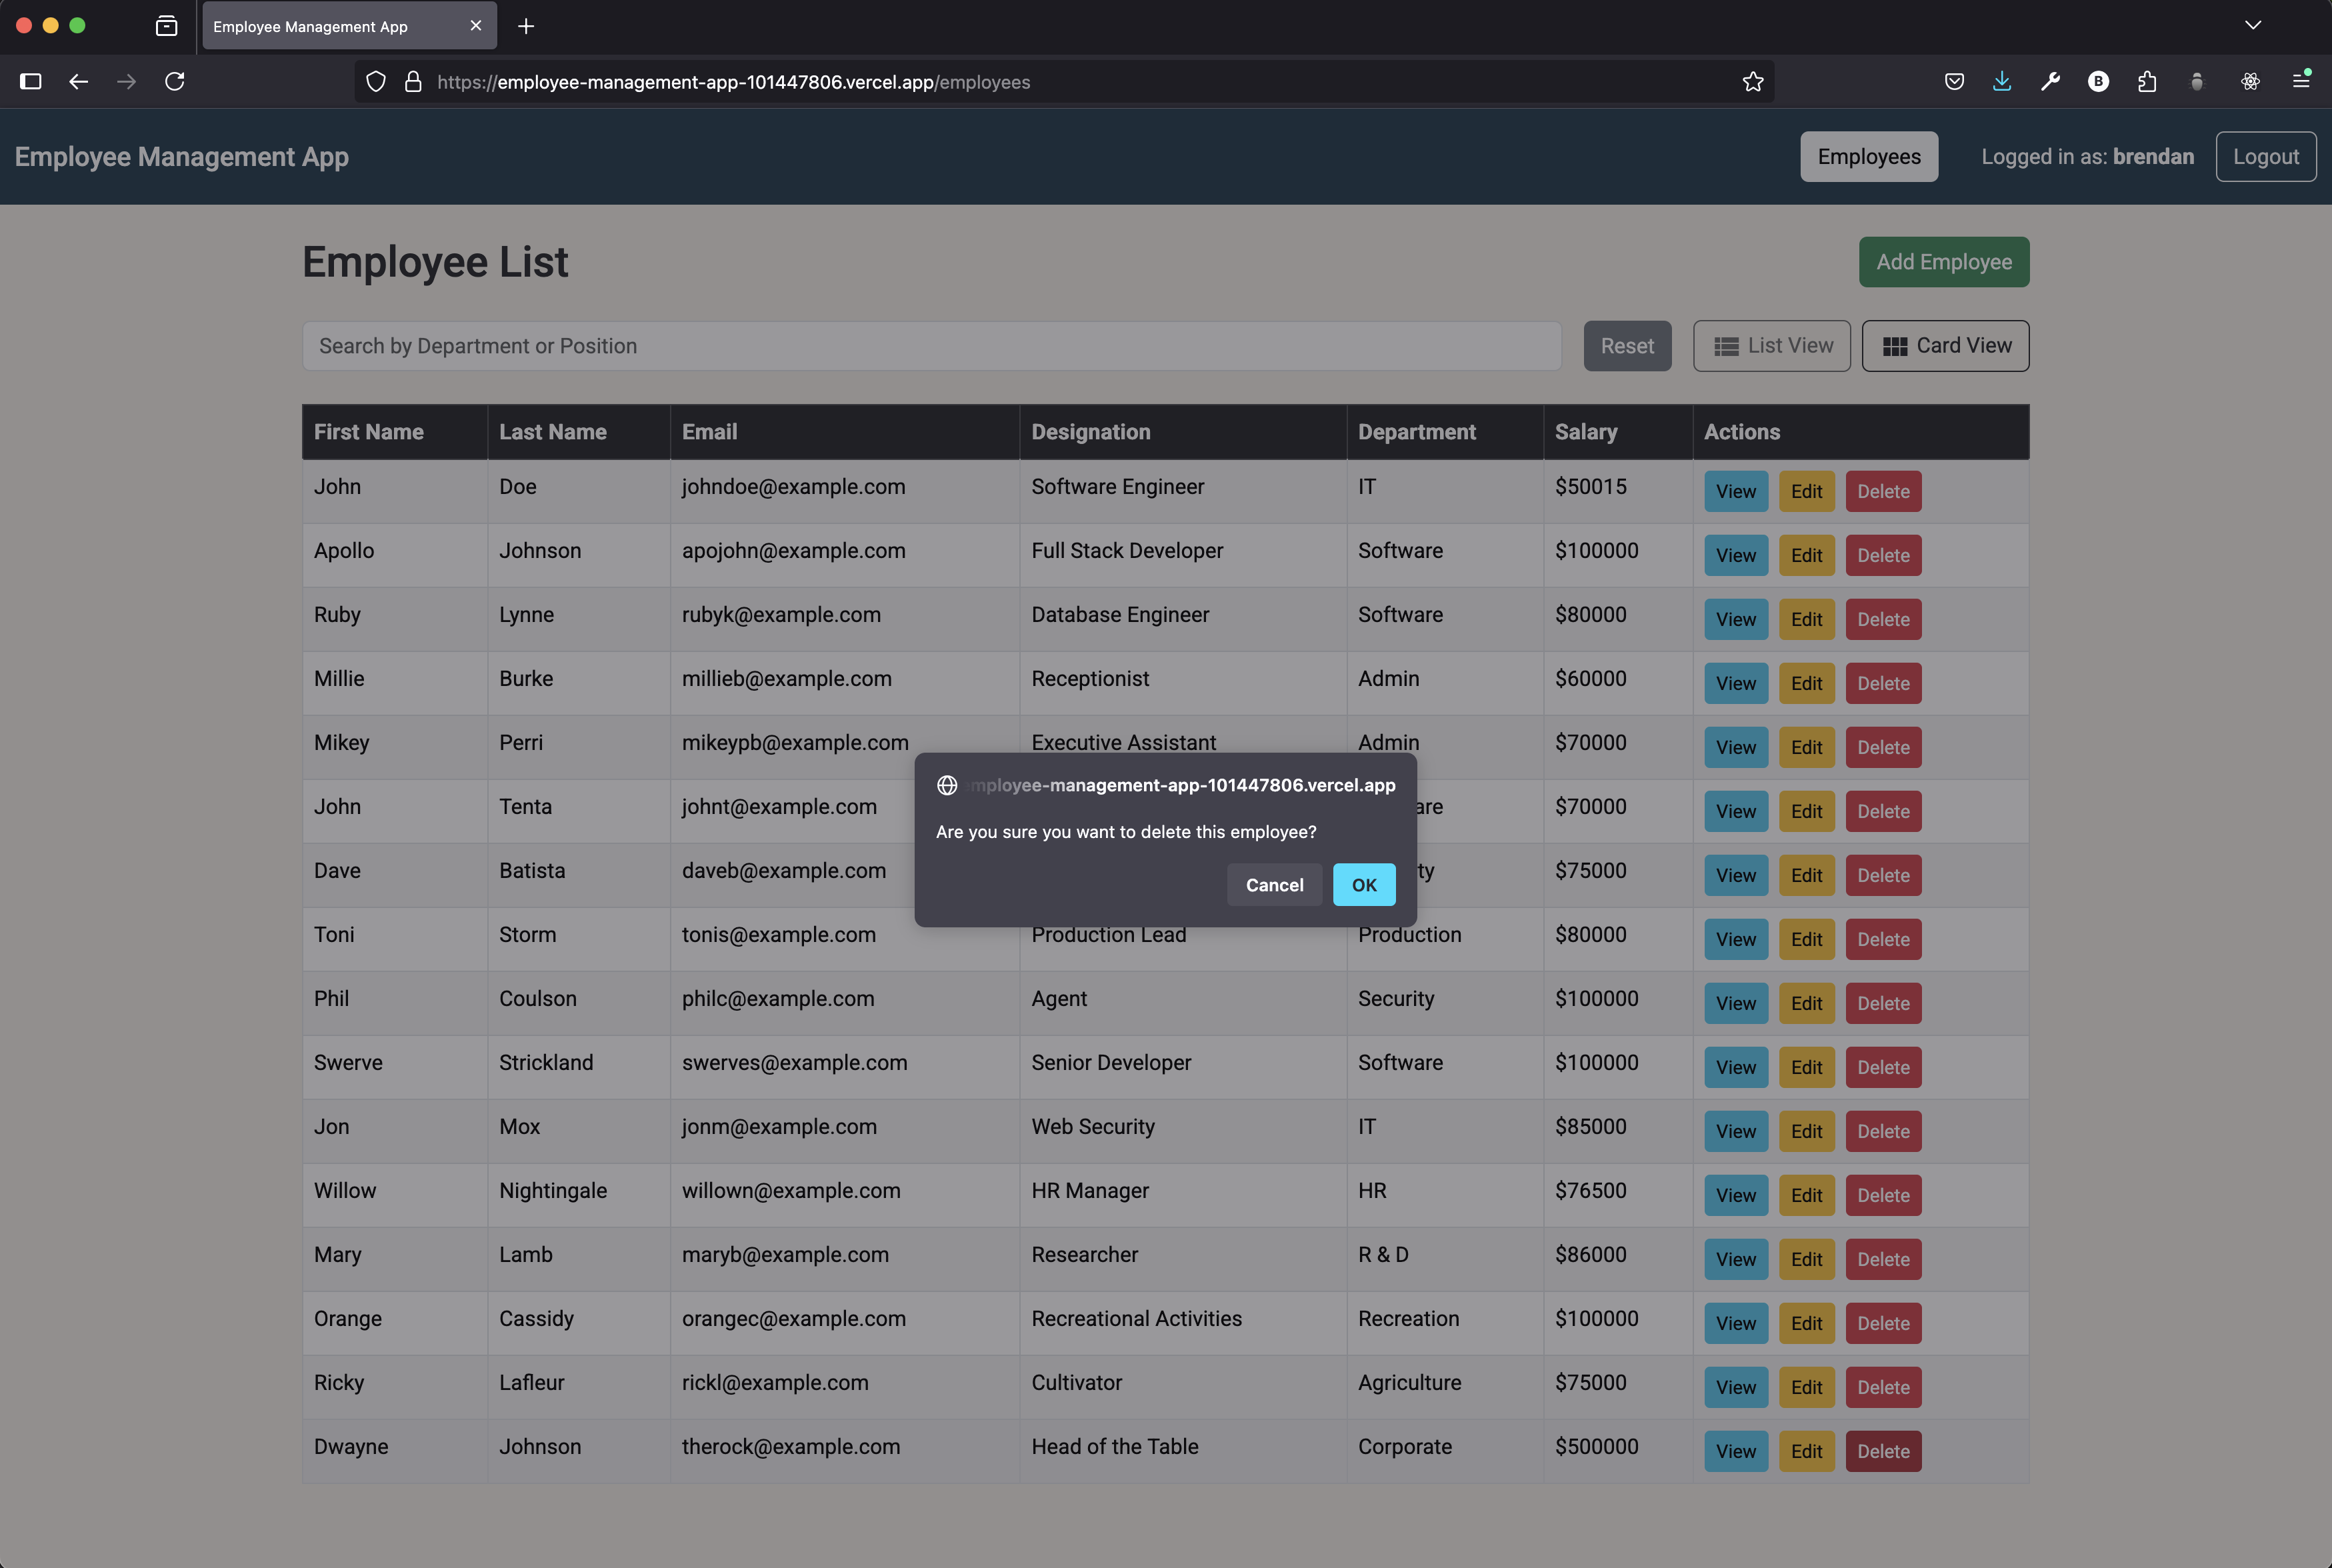 Employee Management App
https://employee-management-app-101447806.vercel.app/employees
Employee Management App
Employees
Logged in as: brendan
Logout
Employee List
Add Employee
Search by Department or Position
Reset
List View
Card View
First Name Last Name Email Designation Department Salary Actions
John Doe johndoe@example.com Software Engineer IT $50015 View Edit Delete
Apollo Johnson apojohn@example.com Full Stack Developer Software $100000 View Edit Delete
Ruby Lynne rubyk@example.com Database Engineer Software $80000 View Edit Delete
Millie Burke millieb@example.com Receptionist Admin $60000 View Edit Delete
Mikey Perri mikeypb@example.com Executive Assistant Admin $70000 View Edit Delete
employee-management-app-101447806.vercel.app
John Tenta johnt@example.com are $70000 View Edit Delete
Are you sure you want to delete this employee?
Dave Batista daveb@example.com ty $75000 View Edit Delete
Cancel OK
Toni Storm tonis@example.com Production Lead Production $80000 View Edit Delete
Phil Coulson philc@example.com Agent Security $100000 View Edit Delete
Swerve Strickland swerves@example.com Senior Developer Software $100000 View Edit Delete
Jon Mox jonm@example.com Web Security IT $85000 View Edit Delete
Willow Nightingale willown@example.com HR Manager HR $76500 View Edit Delete
Mary Lamb maryb@example.com Researcher R & D $86000 View Edit Delete
Orange Cassidy orangec@example.com Recreational Activities Recreation $100000 View Edit Delete
Ricky Lafleur rickl@example.com Cultivator Agriculture $75000 View Edit Delete
Dwayne Johnson therock@example.com Head of the Table Corporate $500000 View Edit Delete